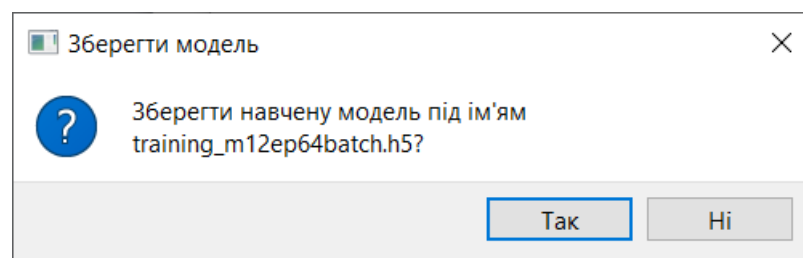 Зберегти модель
Зберегти навчену модель під ім'ям
training_m12ep64batch.h5?
Так
Ні